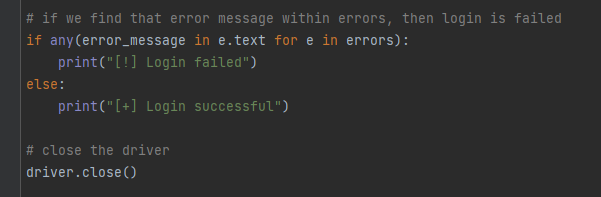 # if we find that error message within errors, then login is failed
if any(error_message in e.text for e in errors):
    print("[!] Login failed")
else:
    print("[+] Login successful")

# close the driver
driver.close()